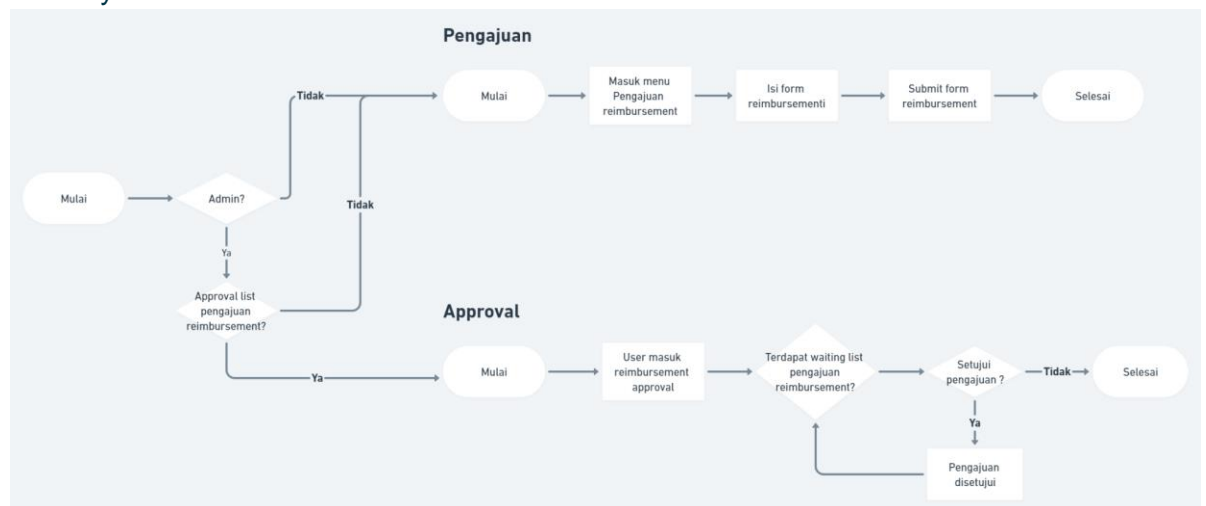 Pengajuan
Mulai
Masuk menu
Pengajuan
reimbursement
Isi form
reimbursementi
Submit form
reimbursement
Selesai
Tidak
Mulai
Admin?
Tidak
Ya
Approval list
pengajuan
reimbursement?
Ya
Approval
Mulai
User masuk
reimbursement
approval
Terdapat waiting list
pengajuan
reimbursement?
Setujui
pengajuan ?
Tidak
Selesai
Ya
Pengajuan
disetujui